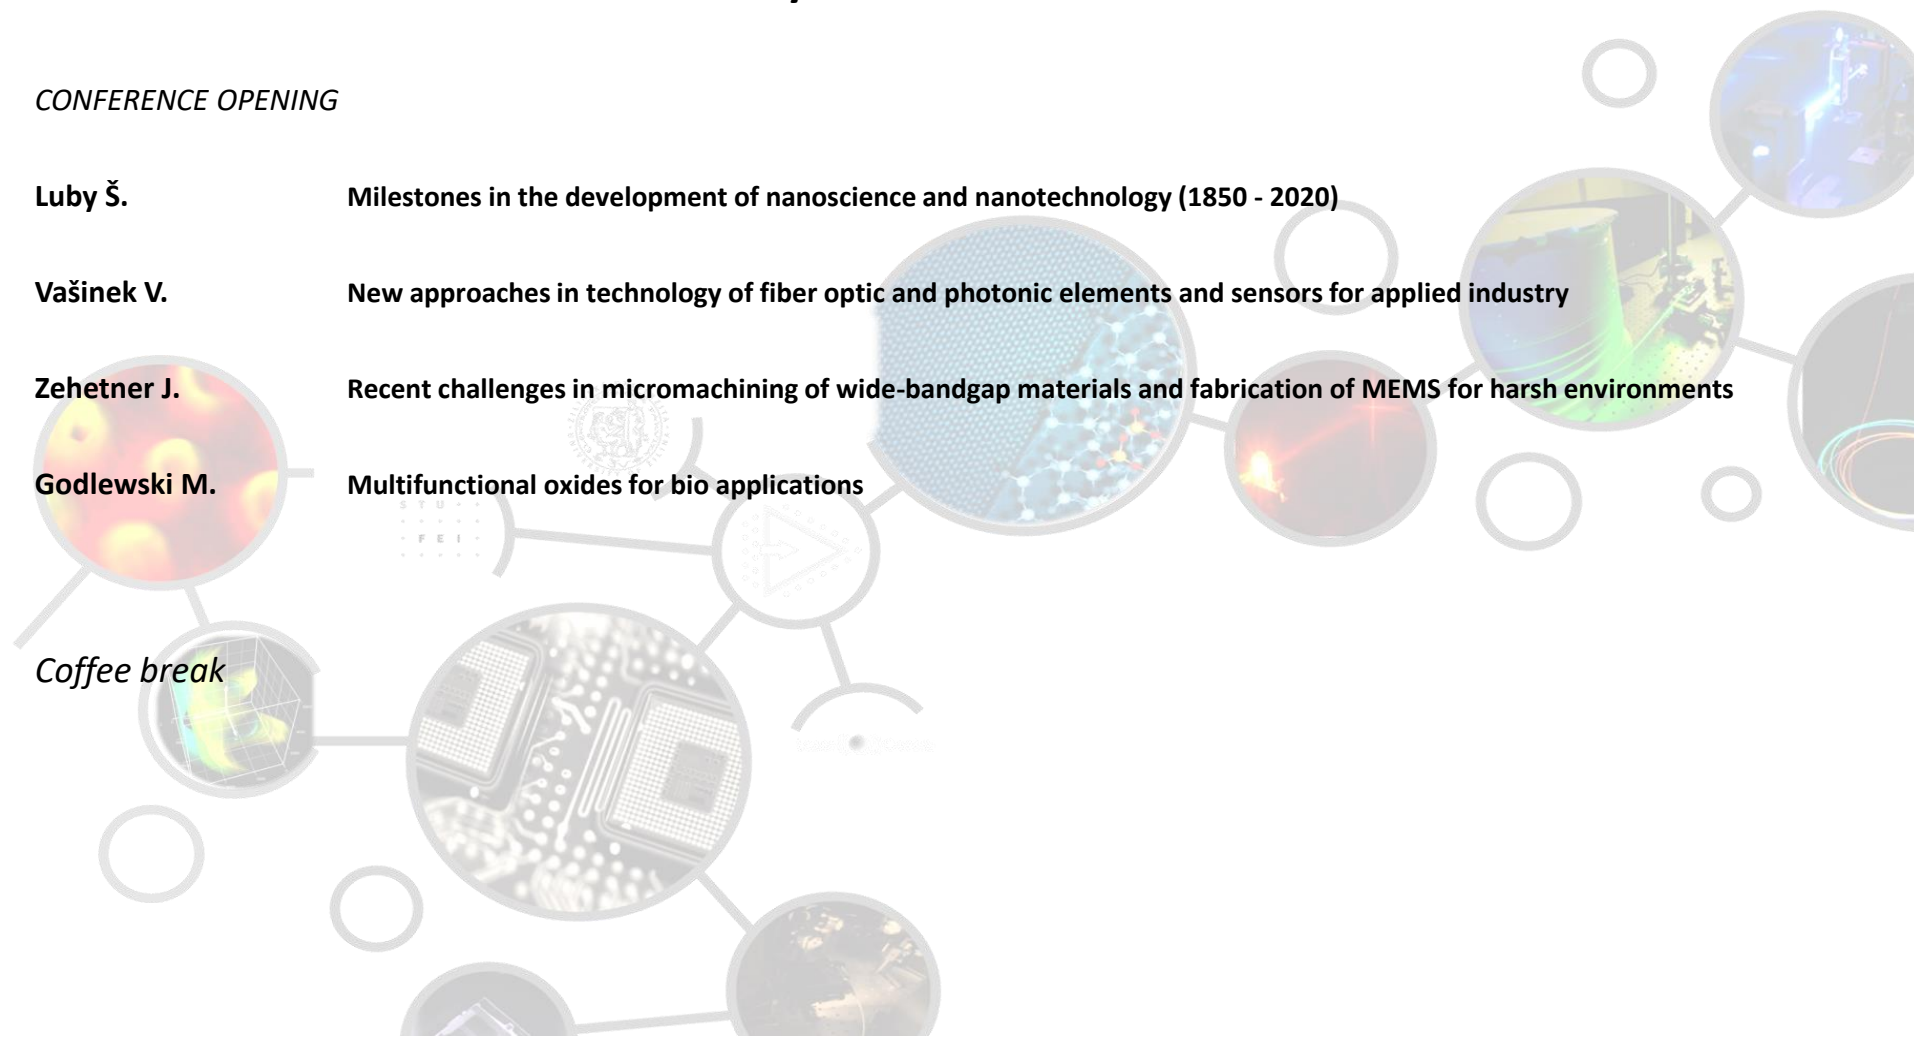 CONFERENCE OPENING
Luby Š. Milestones in the development of nanoscience and nanotechnology (1850 - 2020)
Vašinek V. New approaches in technology of fiber optic and photonic elements and sensors for applied industry
Zehetner J. Recent challenges in micromachining of wide-bandgap materials and fabrication of MEMS for harsh environments
Godlewski M. Multifunctional oxides for bio applications
S T U
F E I
Coffee break